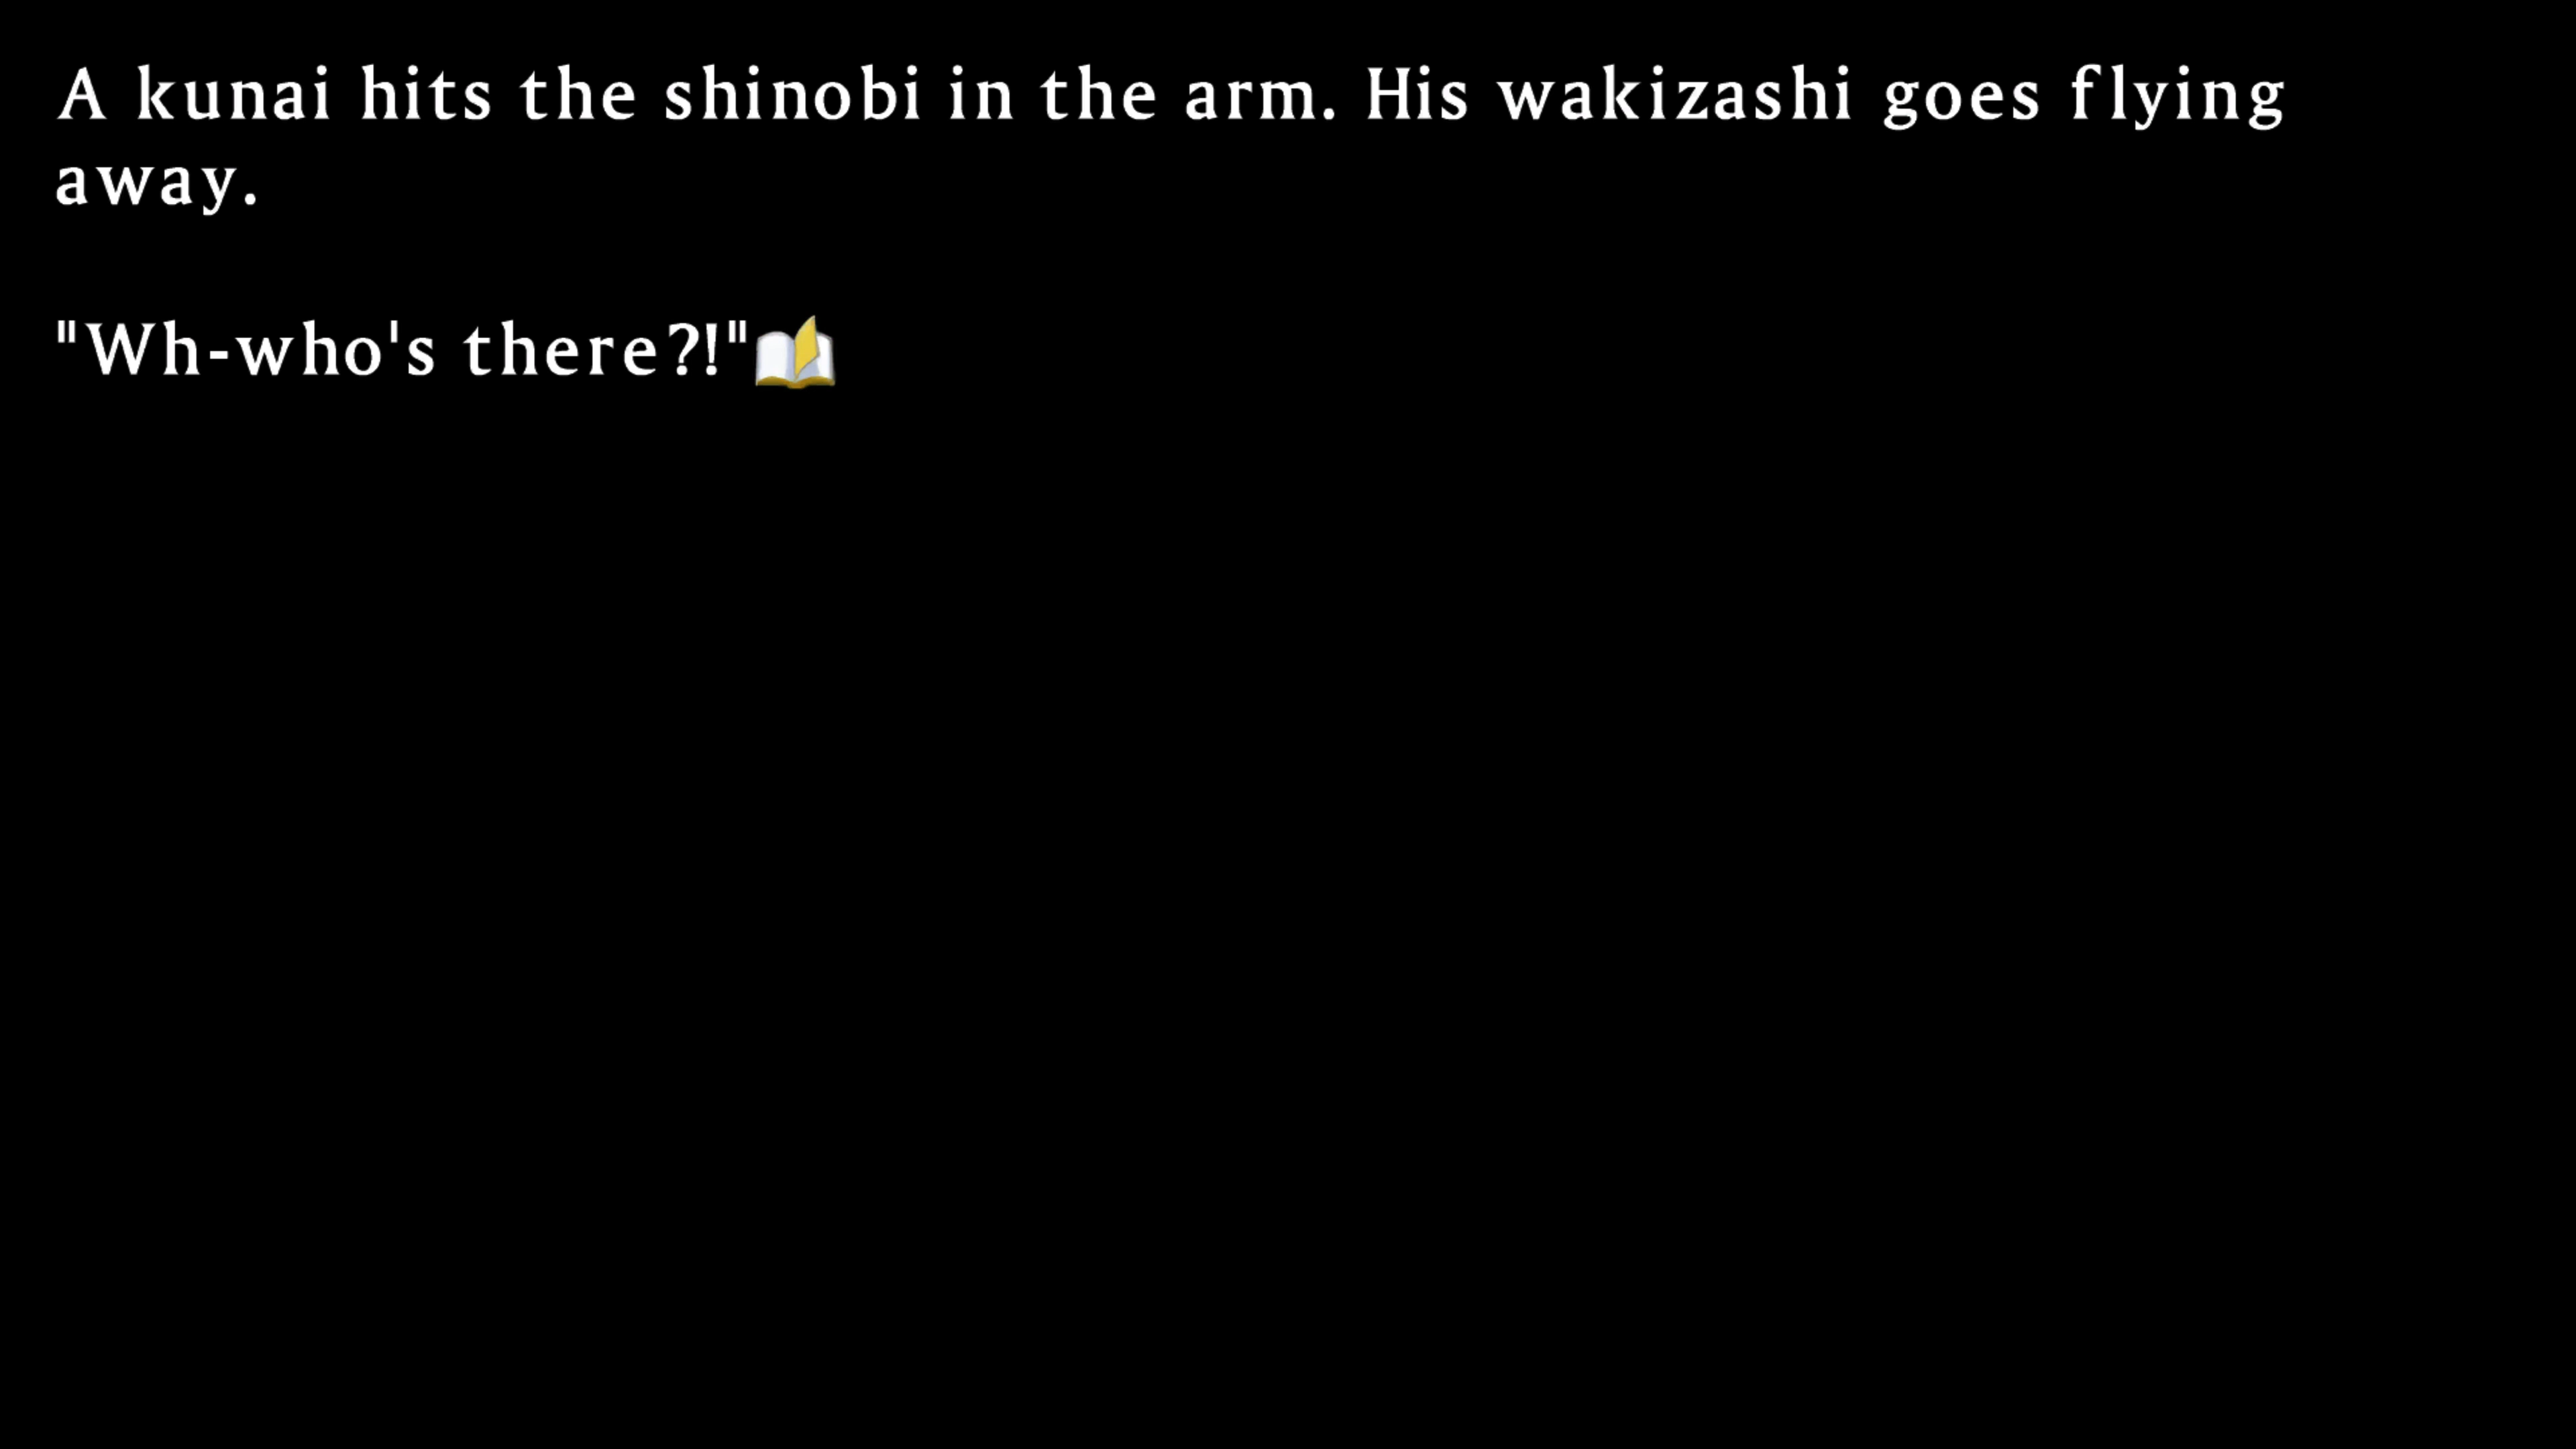 A kunai hits the shinobi in the arm. His wakizashi goes flying
away.
"Wh-who's there?!"